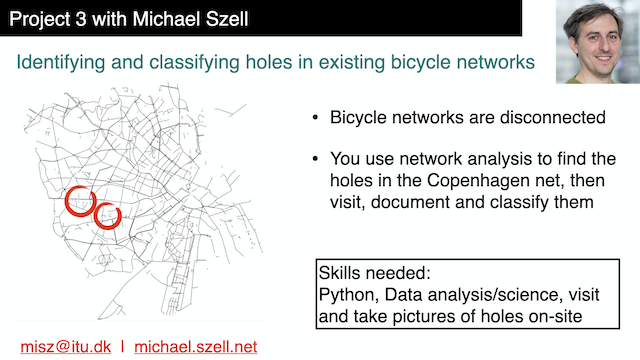 Project 3 with Michael Szell
Identifying and classifying holes in existing bicycle networks
• Bicycle networks are disconnected
• You use network analysis to find the
holes in the Copenhagen net, then
visit, document and classify them
Skills needed:
Python, Data analysis/science, visit
and take pictures of holes on-site
misz@itu.dk | michael.szell.net